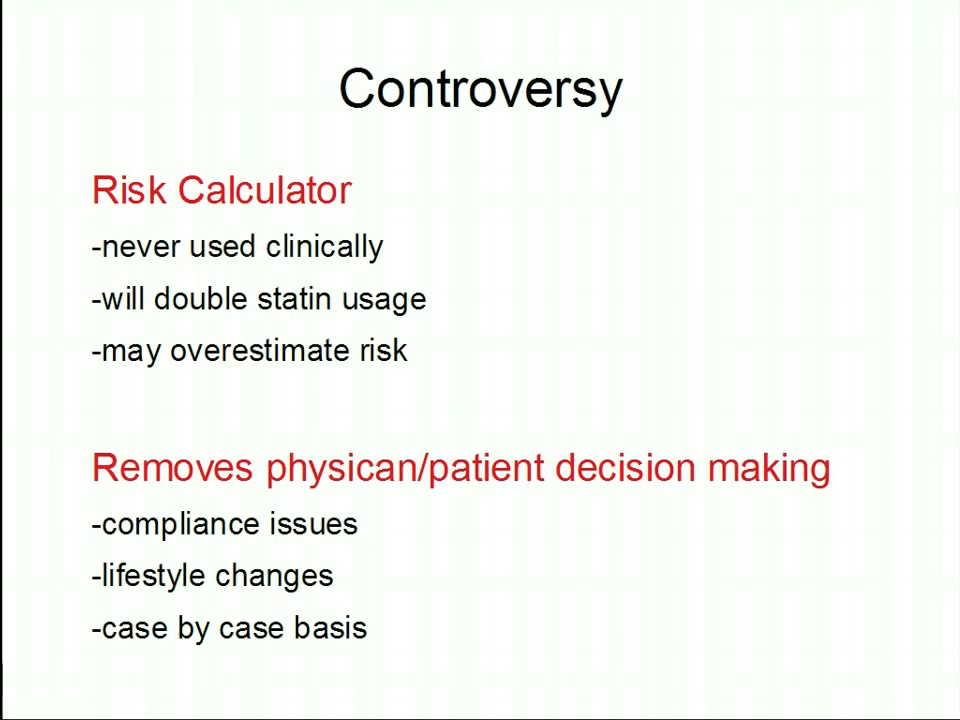 Controversy
Risk Calculator
-never used clinically
-will double statin usage
-may overestimate risk
Removes physican/patient decision making
-compliance issues
-lifestyle changes
-case by case basis